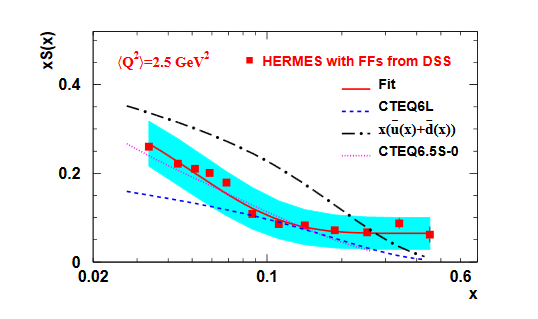 xS(x)
⟨Q²⟩=2.5 GeV²
HERMES with FFs from DSS
Fit
CTEQ6L
x(ū(x)+d̄(x))
CTEQ6.5S-0
0.4
0.2
0
0.02
0.1
0.6
x